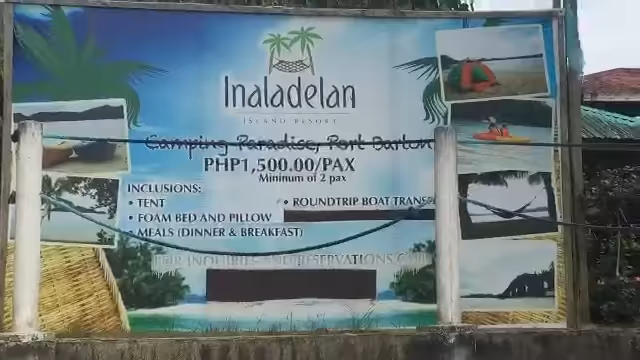 Inaladelan
ISLAND RESORT
Camping Paradise, Port Barton
PHP1,500.00/PAX
Minimum of 2 pax
INCLUSIONS:
• TENT
• FOAM BED AND PILLOW
• MEALS (DINNER & BREAKFAST)
• ROUNDTRIP BOAT TRANS
FOR INQUIRIES AND RESERVATIONS